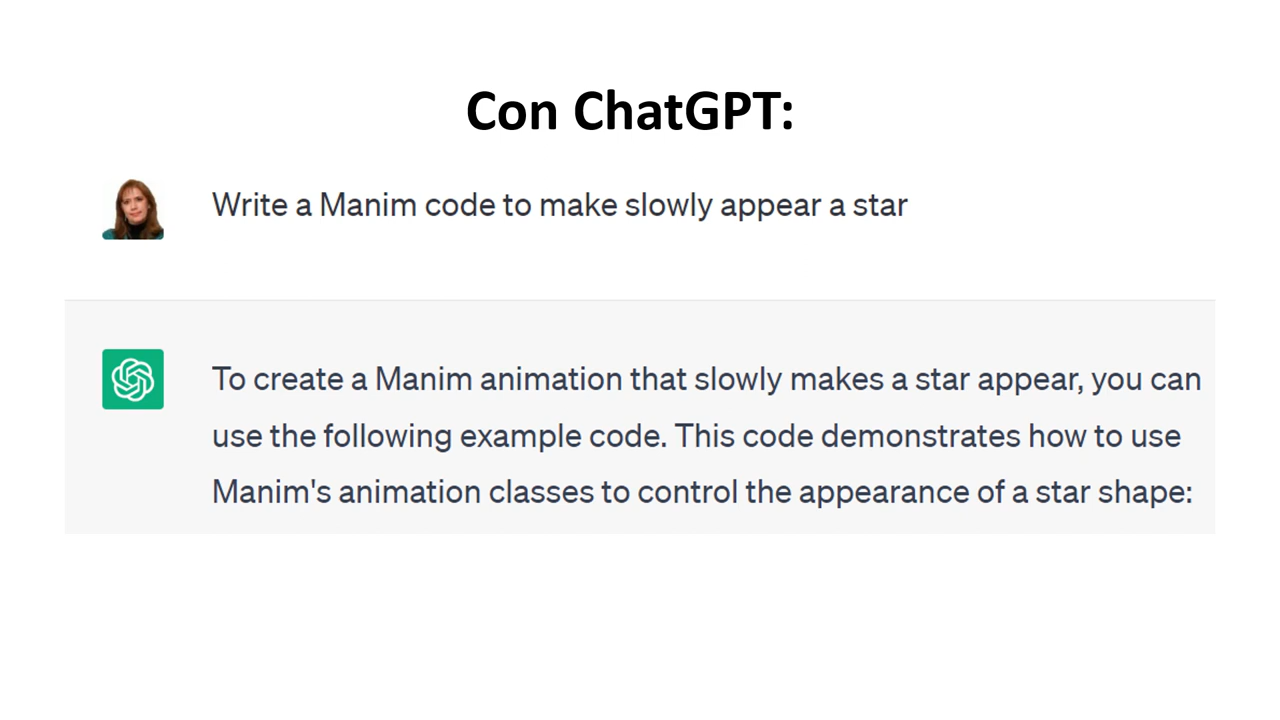 Con ChatGPT:
Write a Manim code to make slowly appear a star
To create a Manim animation that slowly makes a star appear, you can
use the following example code. This code demonstrates how to use
Manim's animation classes to control the appearance of a star shape: